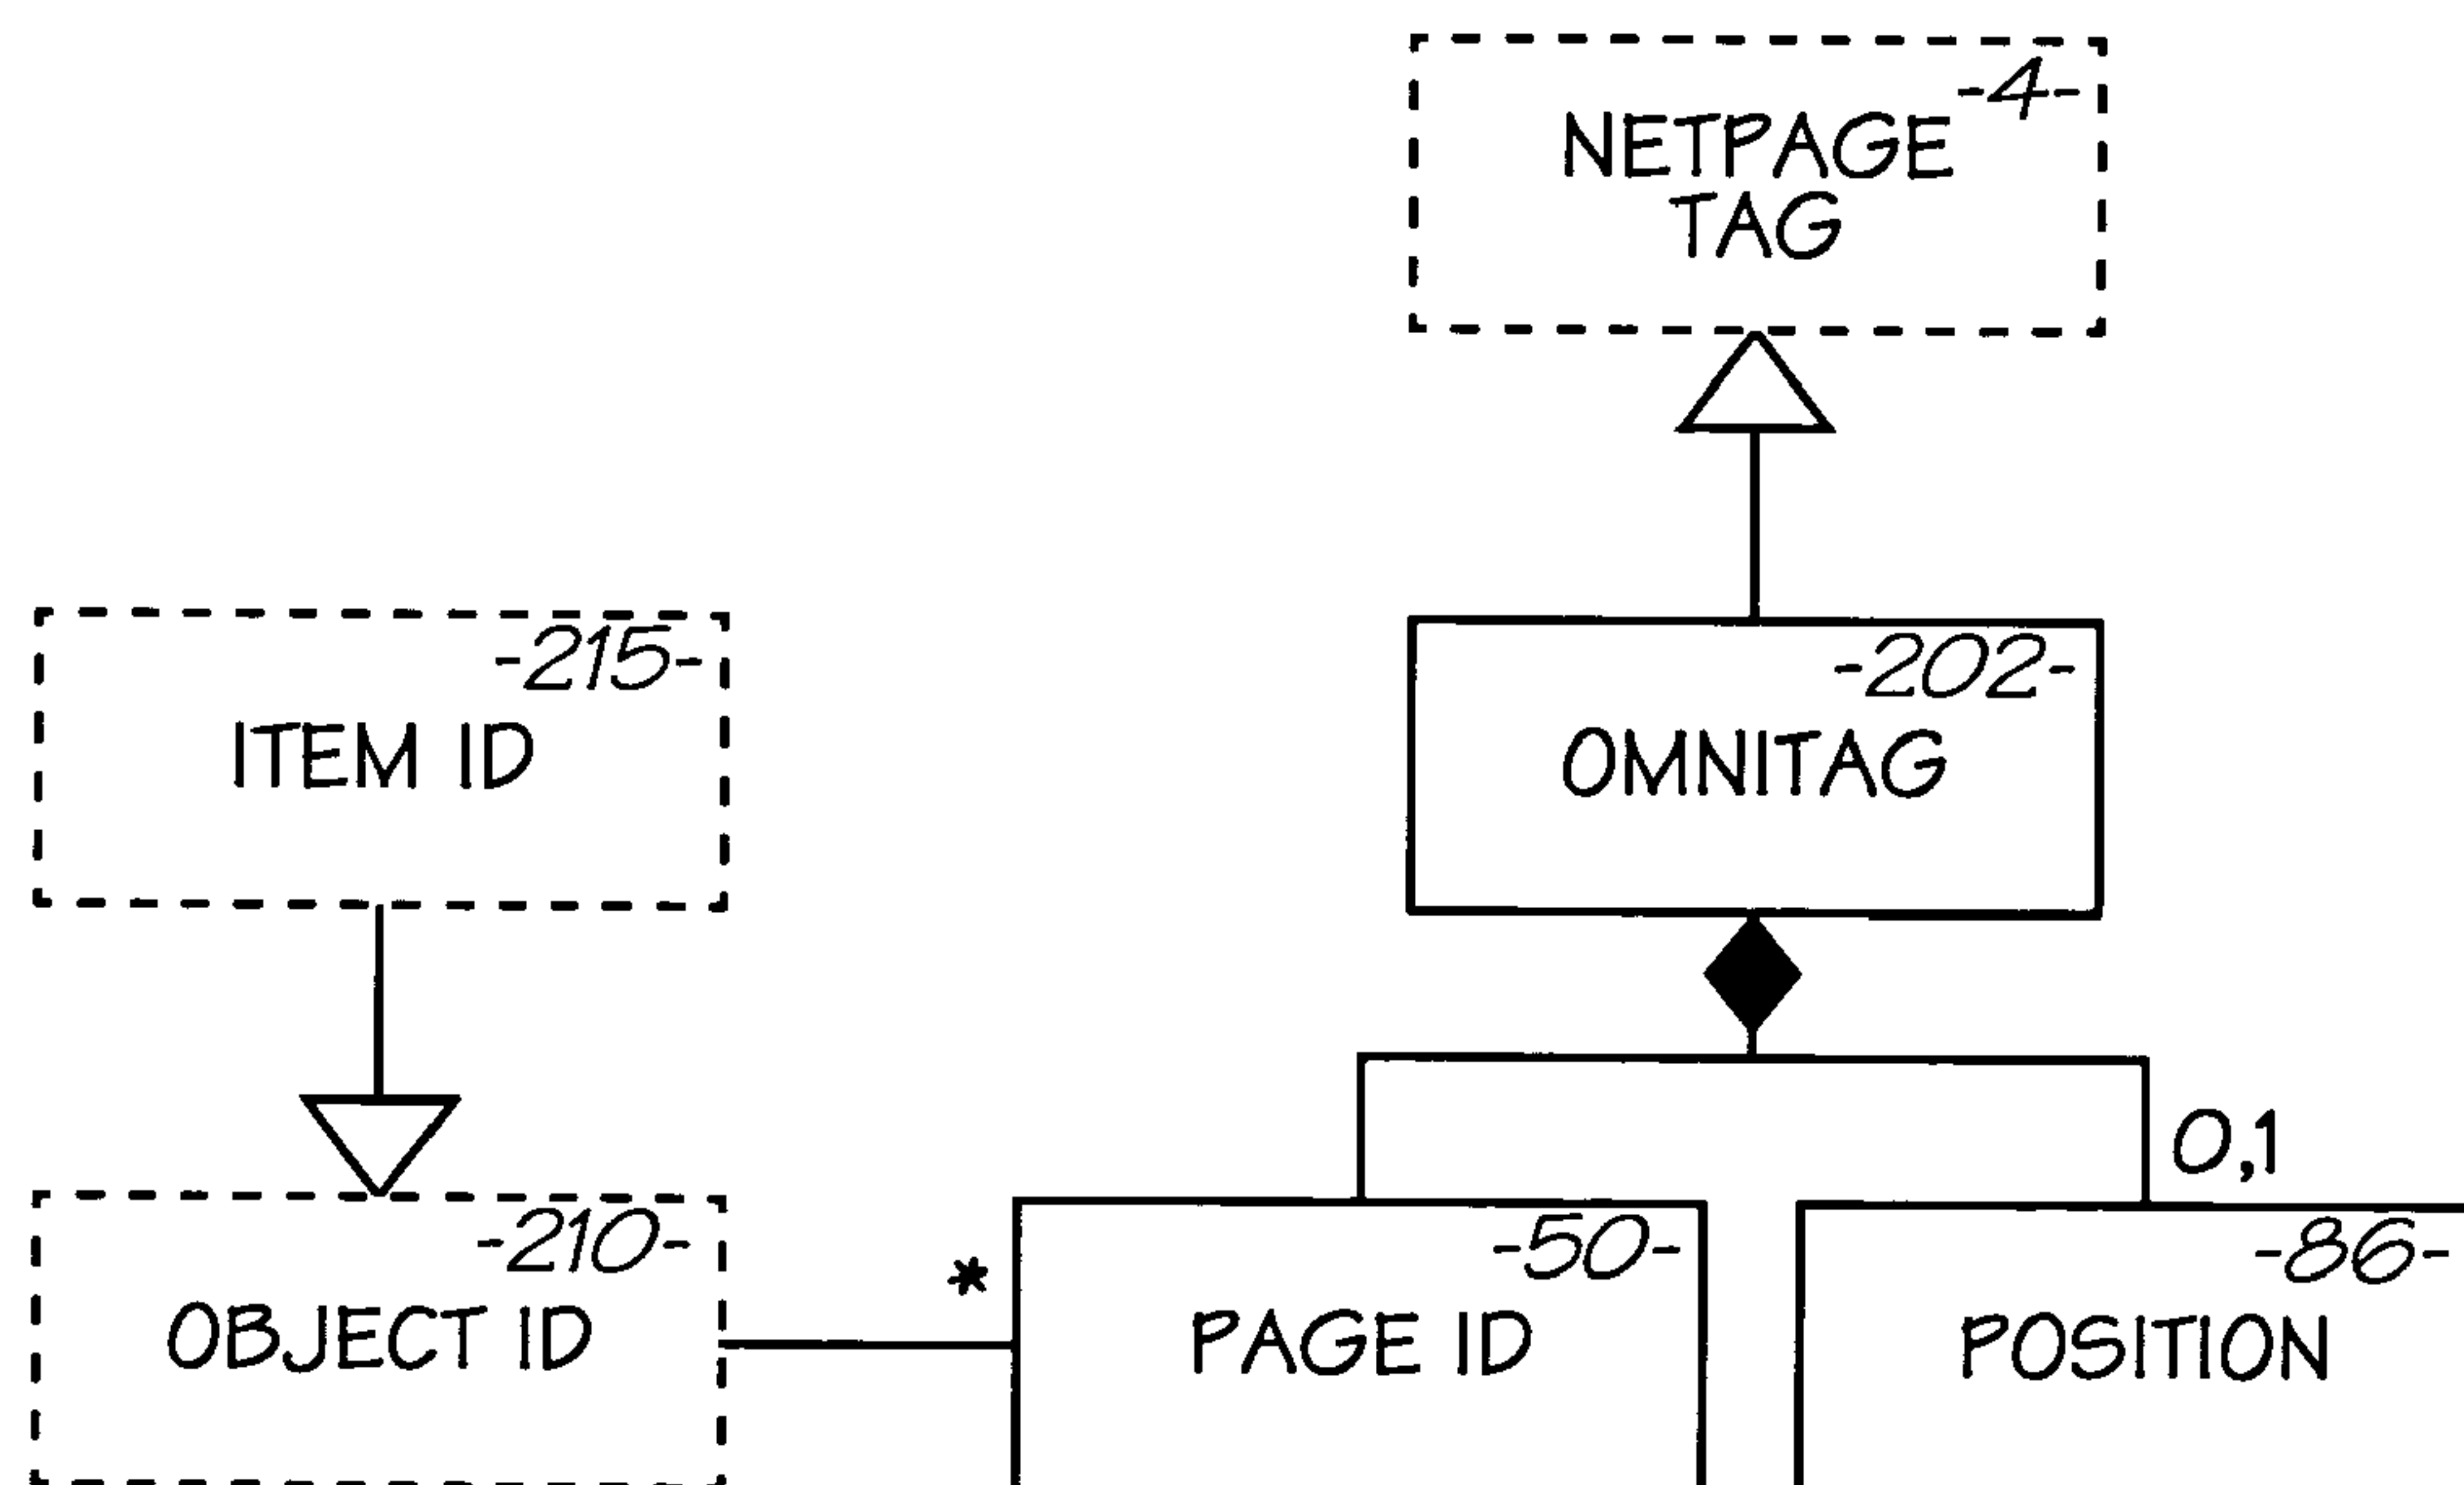 -4-
NETPAGE
TAG
-215-
ITEM ID
-202-
OMNITAG
0,1
-210-
OBJECT ID
*
-50-
PAGE ID
-86-
POSITION